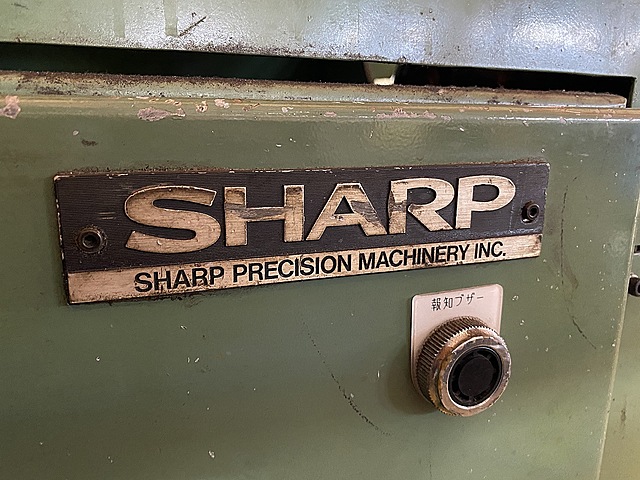 SHARP
SHARP PRECISION MACHINERY INC.
報知ブザー